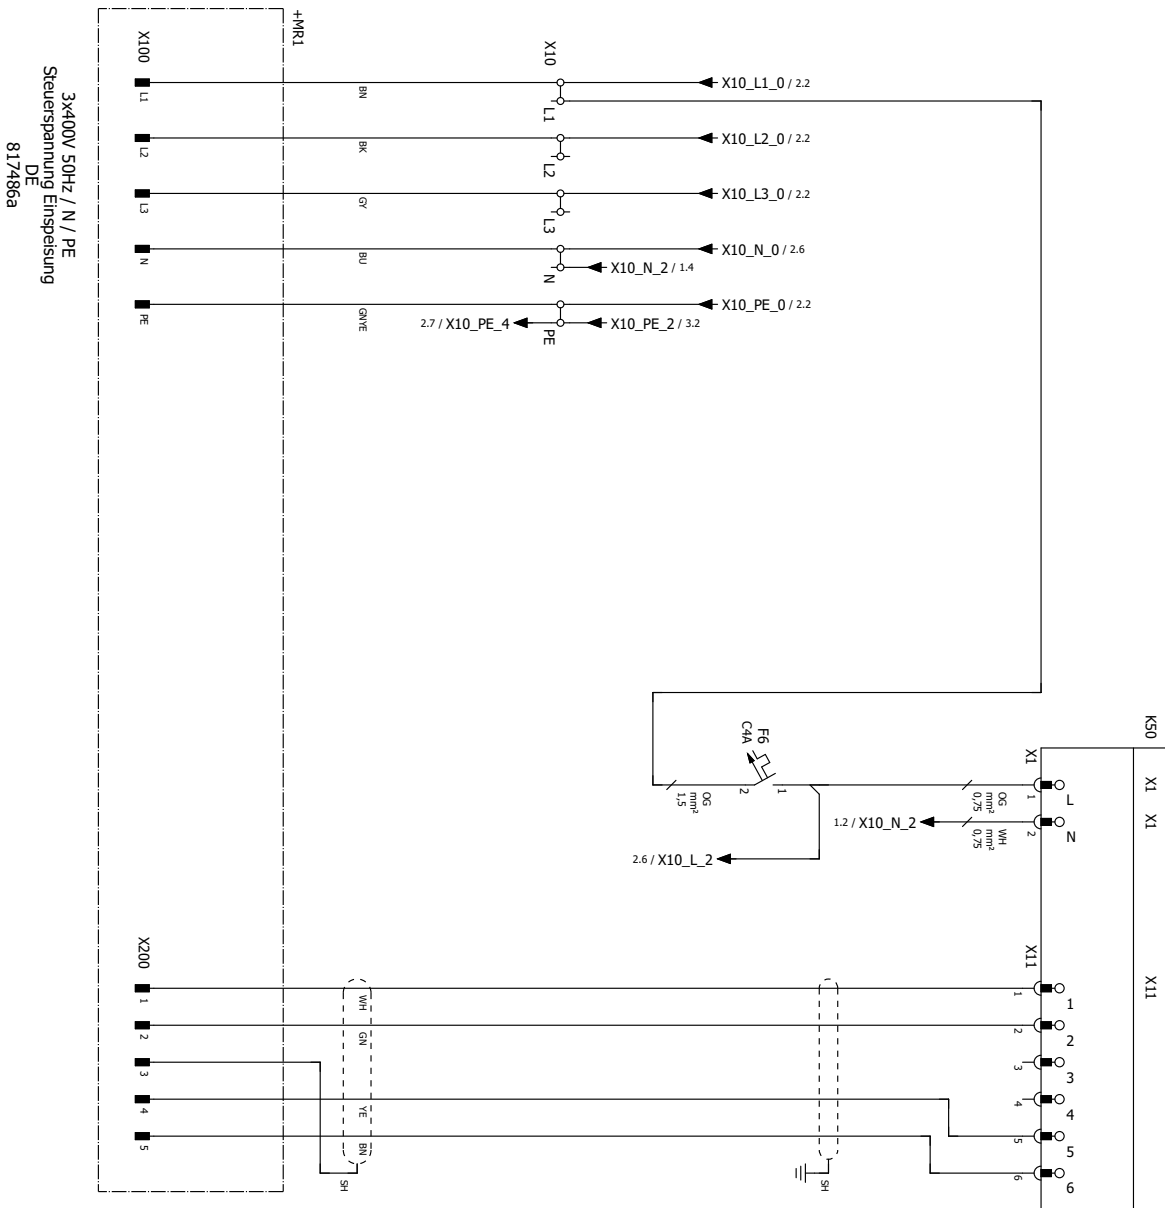 +MR1
X100
L1
L2
L3
N
PE
3x400V 50Hz / N / PE
Steuerspannung Einspeisung
DE
817486a
BN
BK
GY
BU
GNYE
X10
L1
L2
L3
N
PE
X10_L1_0 / 2.2
X10_L2_0 / 2.2
X10_L3_0 / 2.2
X10_N_0 / 2.6
X10_N_2 / 1.4
X10_PE_0 / 2.2
2.7 / X10_PE_4
X10_PE_2 / 3.2
K50
X1
X1
X1
F6
C4A
2
1
OG
mm²
1,5
OG
mm²
0,75
1
L
1.2 / X10_N_2
WH
mm²
0,75
2
N
2.6 / X10_L_2
X200
X11
X11
1
WH
1
1
2
GN
2
2
3
3
3
4
YE
4
4
5
BN
5
5
SH
SH
6
6